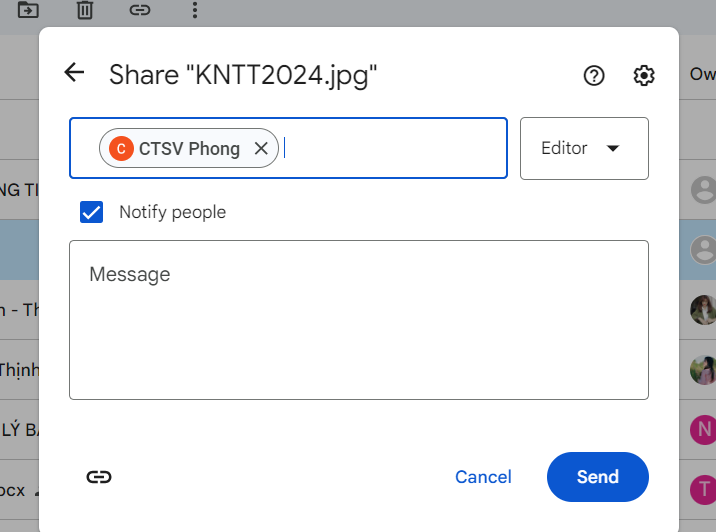 Share "KNTT2024.jpg"
Ow
C CTSV Phong
Editor
NG TI
Notify people
Message
n - Th
Thịnh
LÝ BA
N
ocx
T
Cancel
Send